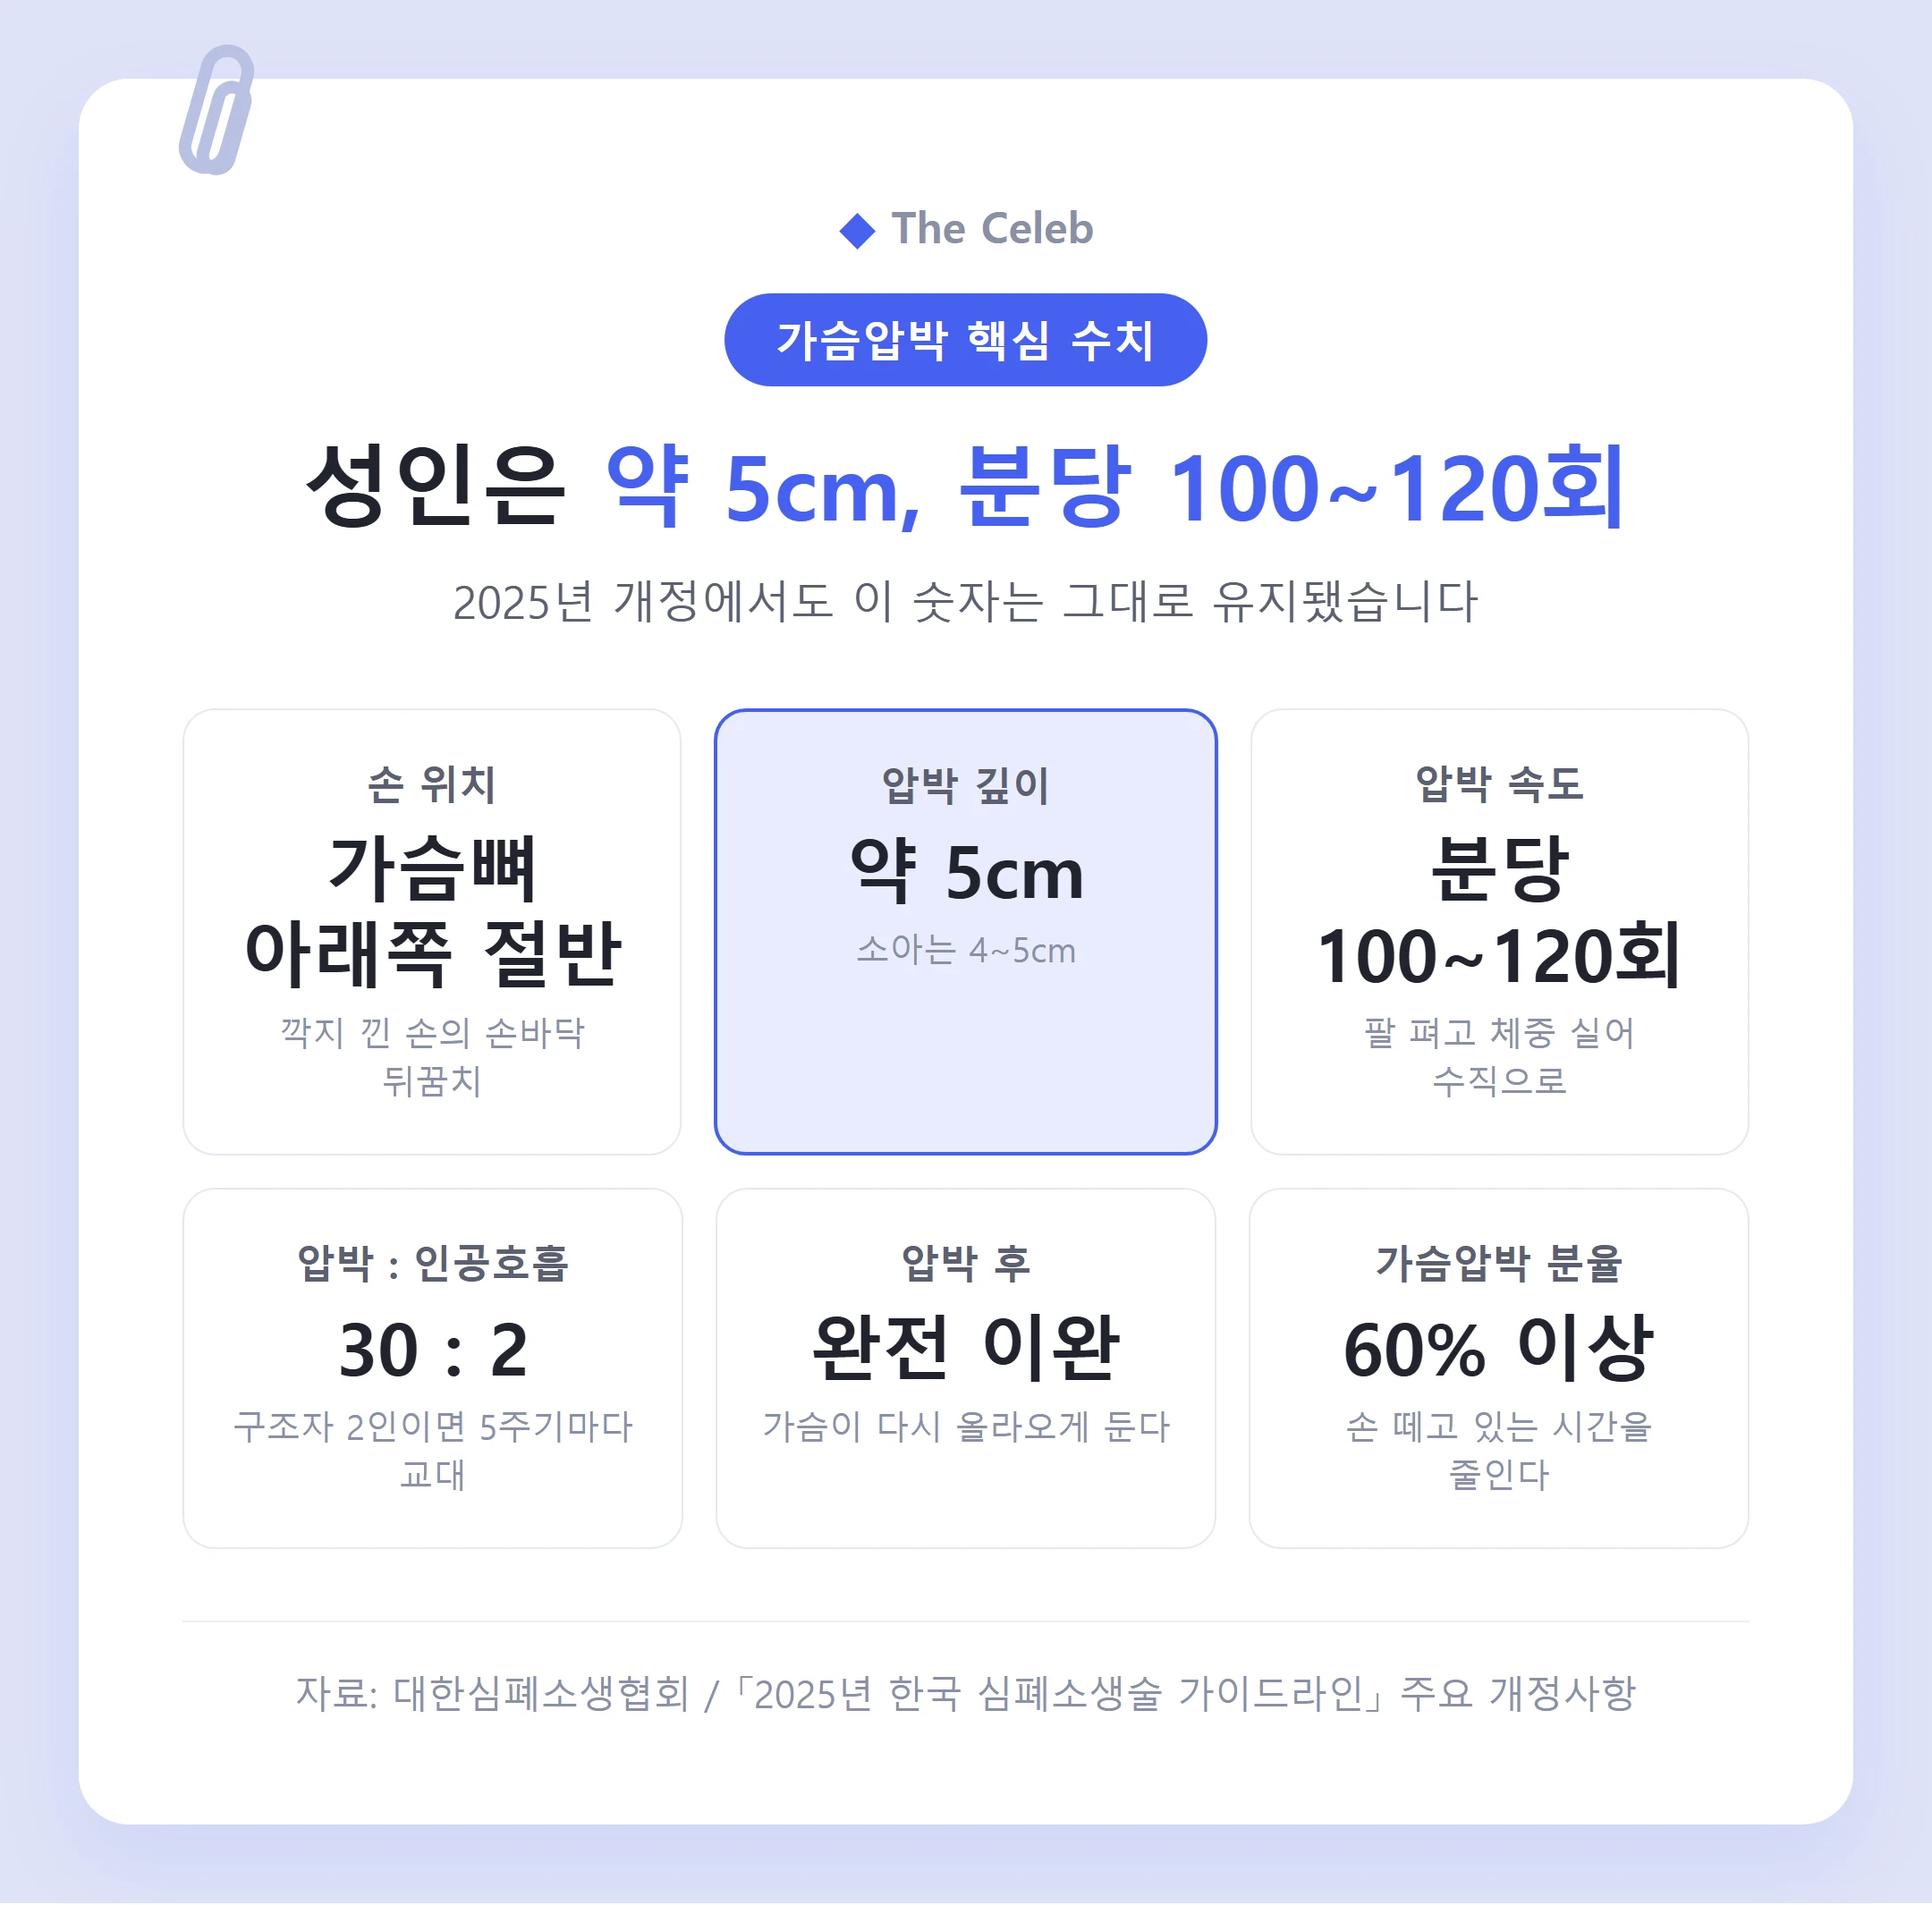 The Celeb
가슴압박 핵심 수치
성인은 약 5cm, 분당 100~120회
2025년 개정에서도 이 숫자는 그대로 유지됐습니다
손 위치
가슴뼈
아래쪽 절반
깍지 낀 손의 손바닥
뒤꿈치
압박 깊이
약 5cm
소아는 4~5cm
압박 속도
분당
100~120회
팔 펴고 체중 실어
수직으로
압박 : 인공호흡
30 : 2
구조자 2인이면 5주기마다
교대
압박 후
완전 이완
가슴이 다시 올라오게 둔다
가슴압박 분율
60% 이상
손 떼고 있는 시간을
줄인다
자료: 대한심폐소생협회 /「2025년 한국 심폐소생술 가이드라인」주요 개정사항